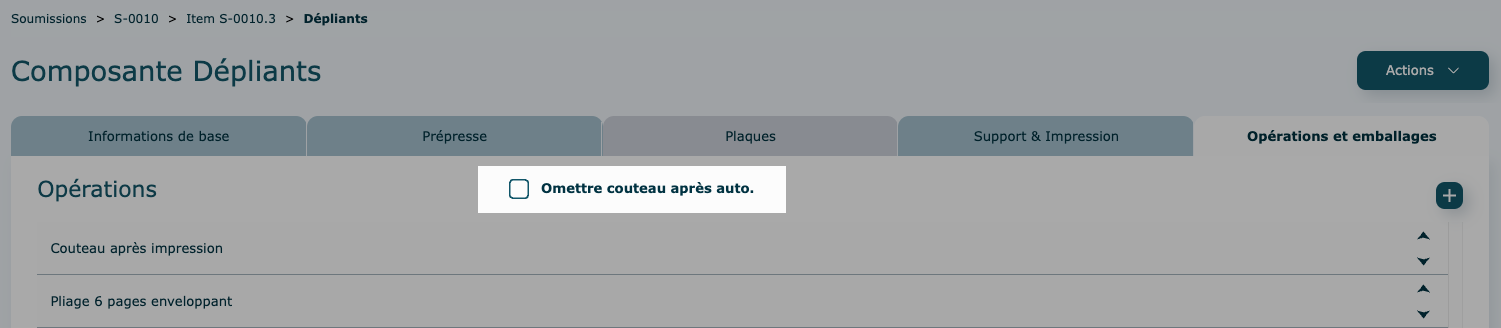 Soumissions > S-0010 > Item S-0010.3 > Dépliants
Composante Dépliants
Actions
Informations de base
Prépresse
Plaques
Support & Impression
Opérations et emballages
Opérations
Omettre couteau après auto.
Couteau après impression
Pliage 6 pages enveloppant